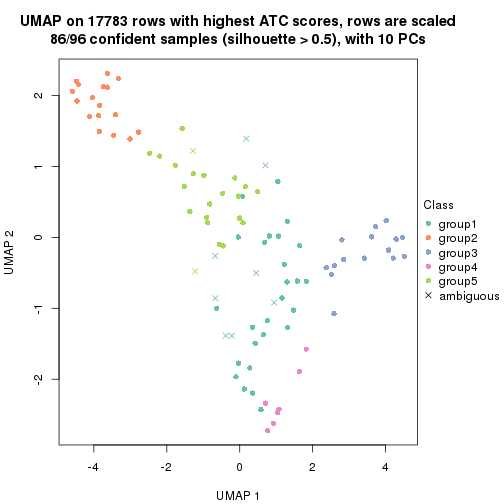 UMAP on 17783 rows with highest ATC scores, rows are scaled
86/96 confident samples (silhouette > 0.5), with 10 PCs
2
1
0
-1
-2
UMAP 2
-4 -2 0 2 4
UMAP 1
Class
group1
group2
group3
group4
group5
ambiguous